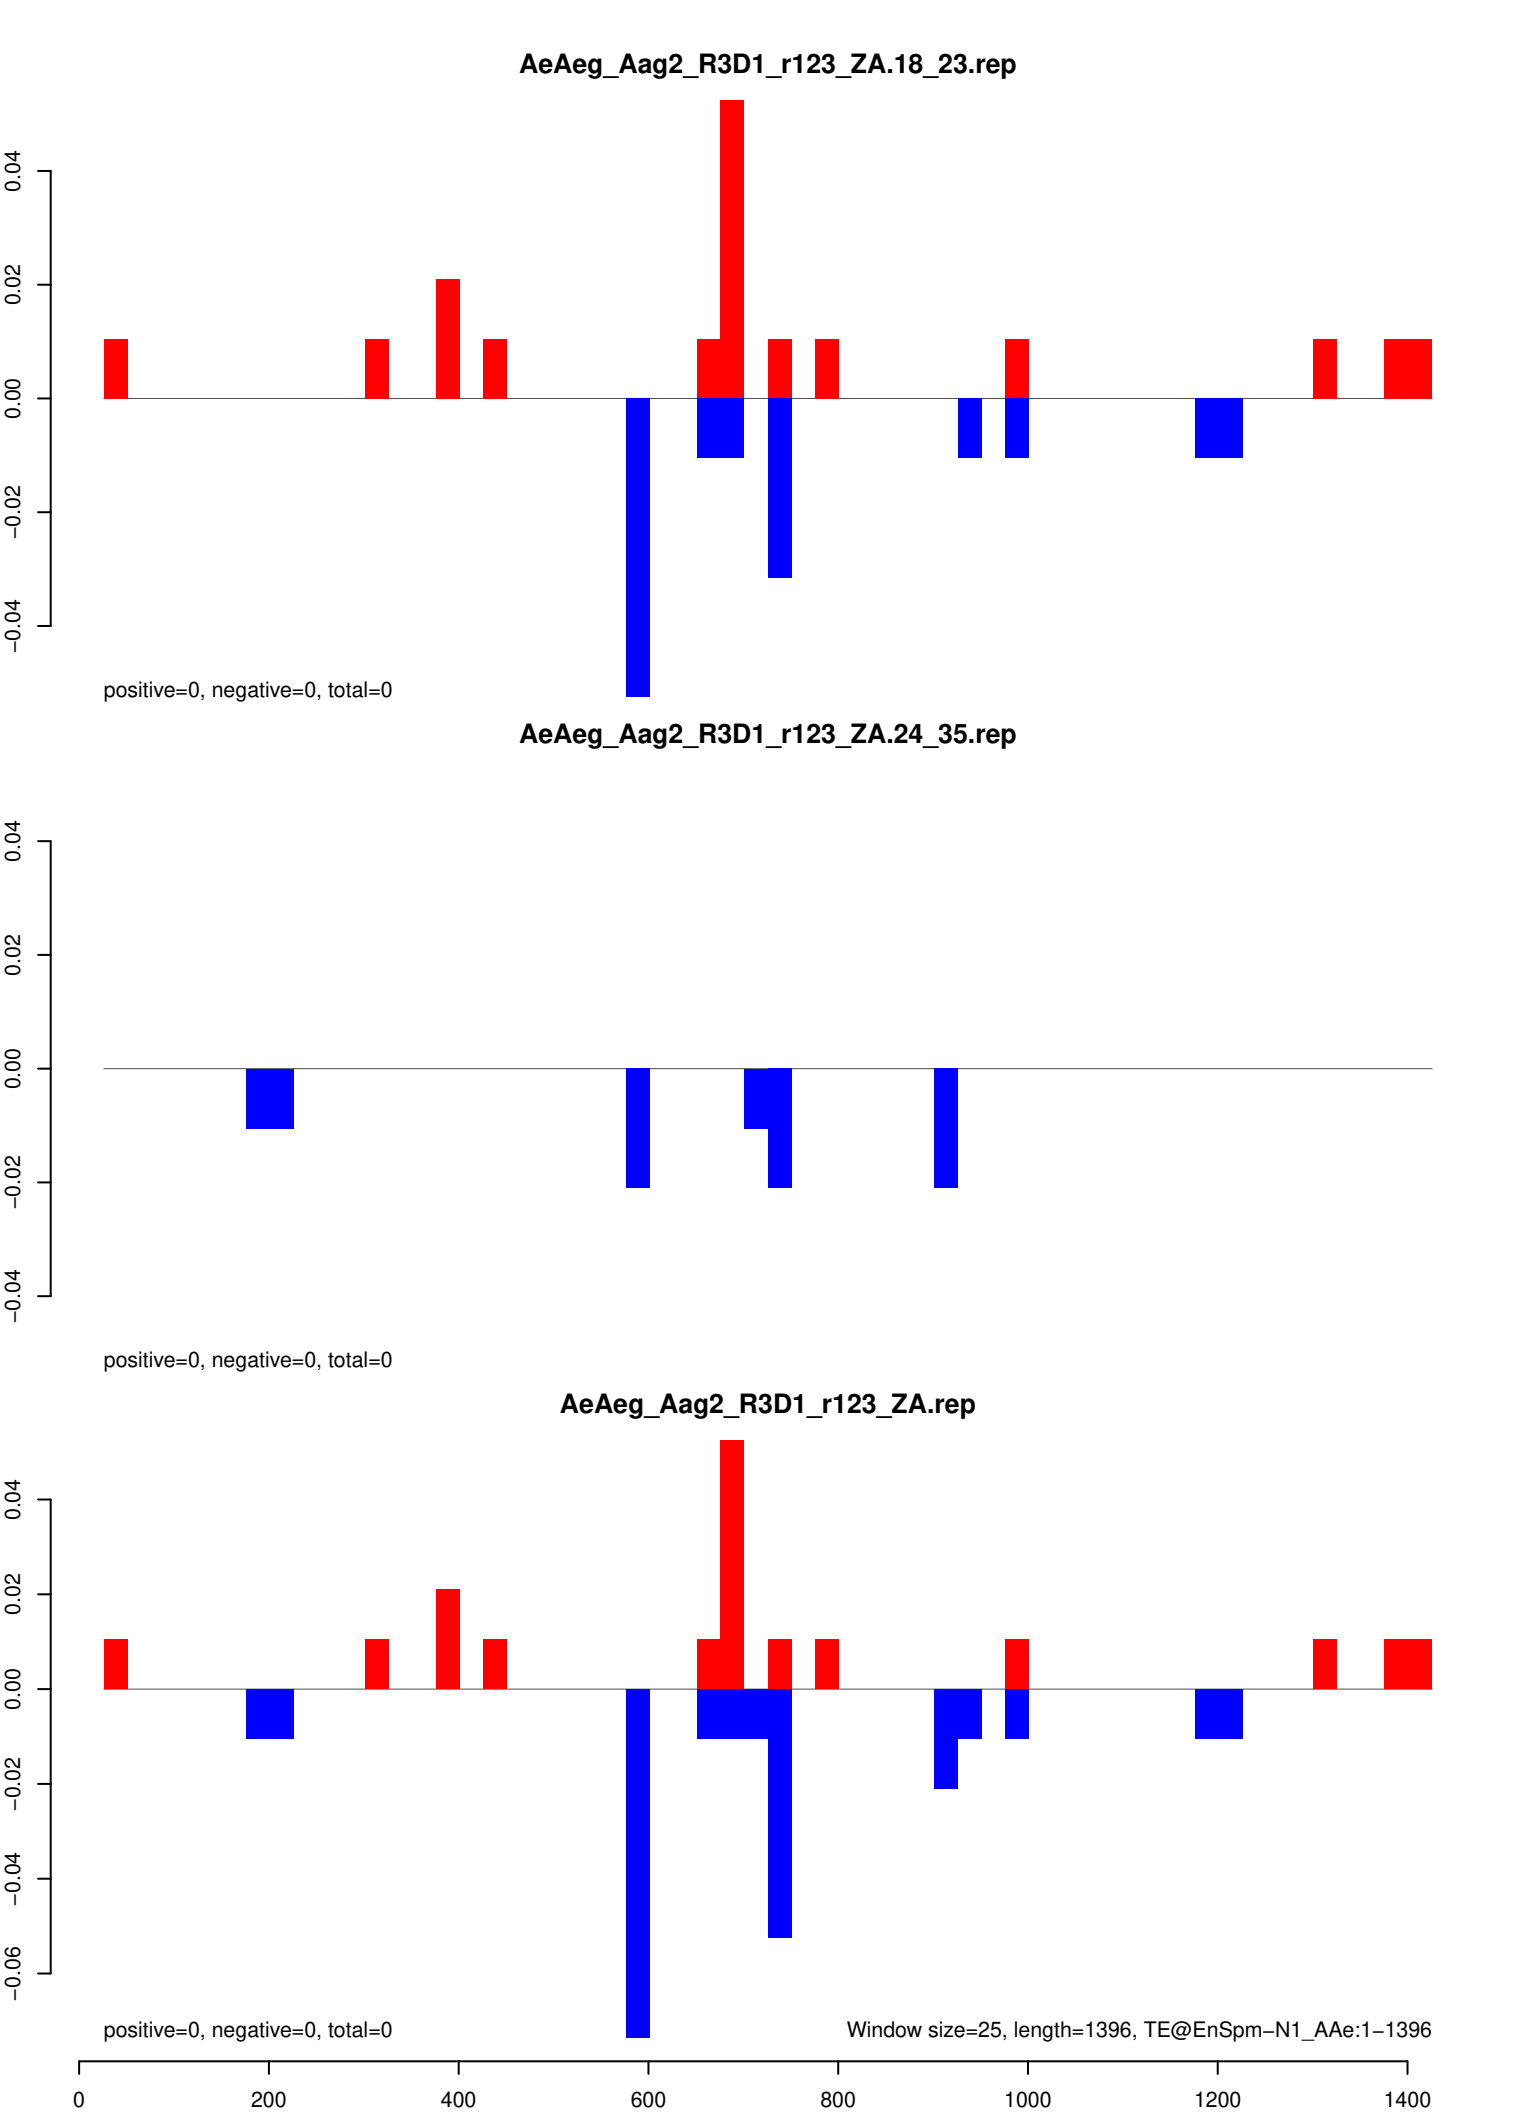 AeAeg_Aag2_R3D1_r123_ZA.18_23.rep
0.04
0.02
0.00
−0.02
−0.04
positive=0, negative=0, total=0
AeAeg_Aag2_R3D1_r123_ZA.24_35.rep
0.04
0.02
0.00
−0.02
−0.04
positive=0, negative=0, total=0
AeAeg_Aag2_R3D1_r123_ZA.rep
0.04
0.02
0.00
−0.02
−0.04
−0.06
positive=0, negative=0, total=0
Window size=25, length=1396, TE@EnSpm−N1_AAe:1−1396
0 200 400 600 800 1000 1200 1400